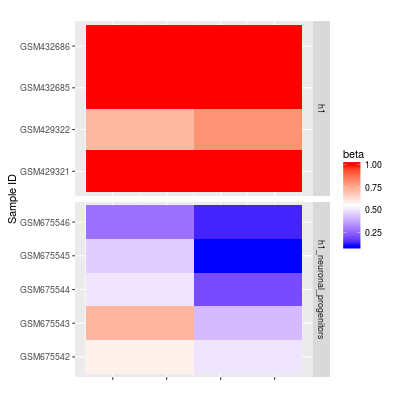 Sample ID
GSM432686
GSM432685
GSM429322
GSM429321
h1
GSM675546
GSM675545
GSM675544
GSM675543
GSM675542
h1_neuronal_progenitors
beta
1.00
0.75
0.50
0.25